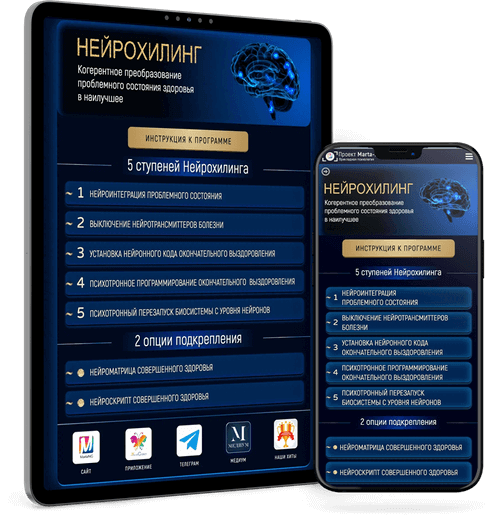 НЕЙРОХИЛИНГ
Когерентное преобразование
проблемного состояния здоровья
в наилучшее
ИНСТРУКЦИЯ К ПРОГРАММЕ
5 ступеней Нейрохилинга
~ 1 НЕЙРОИНТЕГРАЦИЯ ПРОБЛЕМНОГО СОСТОЯНИЯ
~ 2 ВЫКЛЮЧЕНИЕ НЕЙРОТРАНСМИТТЕРОВ БОЛЕЗНИ
~ 3 УСТАНОВКА НЕЙРОННОГО КОДА ОКОНЧАТЕЛЬНОГО ВЫЗДОРОВЛЕНИЯ
~ 4 ПСИХОТРОННОЕ ПРОГРАММИРОВАНИЕ ОКОНЧАТЕЛЬНОГО ВЫЗДОРОВЛЕНИЯ
~ 5 ПСИХОТРОННЫЙ ПЕРЕЗАПУСК БИОСИСТЕМЫ С УРОВНЯ НЕЙРОНОВ
2 опции подкрепления
~ НЕЙРОМАТРИЦА СОВЕРШЕННОГО ЗДОРОВЬЯ
~ НЕЙРОСКРИПТ СОВЕРШЕННОГО ЗДОРОВЬЯ
САЙТ
ПРИЛОЖЕНИЕ
ТЕЛЕГРАМ
M
МЕДИУМ
НАШИ ХИТЫ
Проект Marta-
НЕЙРОХИЛИНГ
Когерентное преобразование
проблемного состояния здоровья
в наилучшее
ИНСТРУКЦИЯ К ПРОГРАММЕ
5 ступеней Нейрохилинга
~ 1 НЕЙРОИНТЕГРАЦИЯ
ПРОБЛЕМНОГО СОСТОЯНИЯ
~ 2 ВЫКЛЮЧЕНИЕ НЕЙРОТРАНСМИТТЕРОВ
БОЛЕЗНИ
~ 3 УСТАНОВКА НЕЙРОННОГО КОДА
ОКОНЧАТЕЛЬНОГО ВЫЗДОРОВЛЕНИЯ
~ 4 ПСИХОТРОННОЕ ПРОГРАММИРОВАНИЕ
ОКОНЧАТЕЛЬНОГО ВЫЗДОРОВЛЕНИЯ
~ 5 ПСИХОТРОННЫЙ ПЕРЕЗАПУСК
БИОСИСТЕМЫ С УРОВНЯ НЕЙРОНОВ
2 опции подкрепления
~ НЕЙРОМАТРИЦА СОВЕРШЕННОГО ЗДОРОВЬЯ
~ НЕЙРОСКРИПТ СОВЕРШЕННОГО ЗДОРОВЬЯ